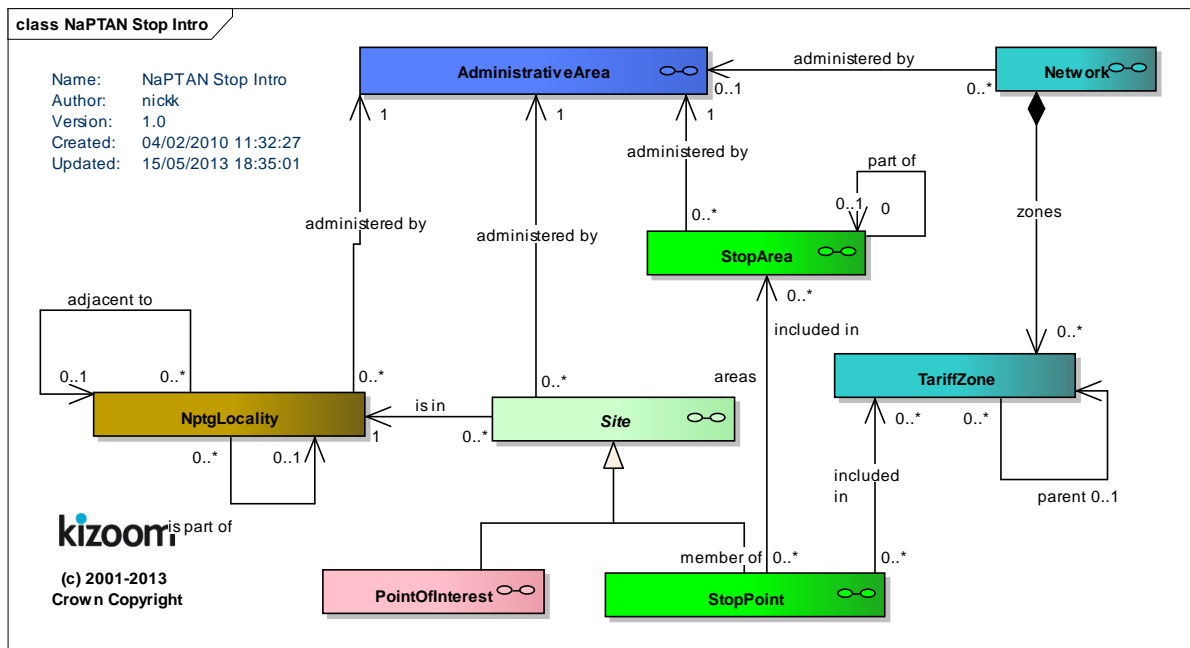 class NaPTAN Stop Intro
Name: NaPTAN Stop Intro
Author: nickk
Version: 1.0
Created: 04/02/2010 11:32:27
Updated: 15/05/2013 18:35:01
AdministrativeArea
administered by
Network
0..1
0..*
1
1
1
administered by
part of
0..1
0
0..*
zones
administered by
administered by
StopArea
adjacent to
0..*
included in
0..*
TariffZone
0..1
0..*
0..*
0..*
areas
is in
NptgLocality
Site
1
0..*
0..*
0..*
0..*
0..1
included
in
parent 0..1
kizoom
is part of
member of
0..*
0..*
(c) 2001-2013
Crown Copyright
PointOfInterest
StopPoint